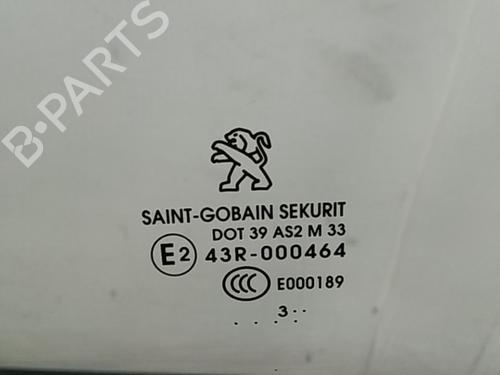 B-PARTS
SAINT-GOBAIN SEKURIT
DOT 39 AS2 M 33
E2 43R-000464
CCC E000189
3··
.. ..